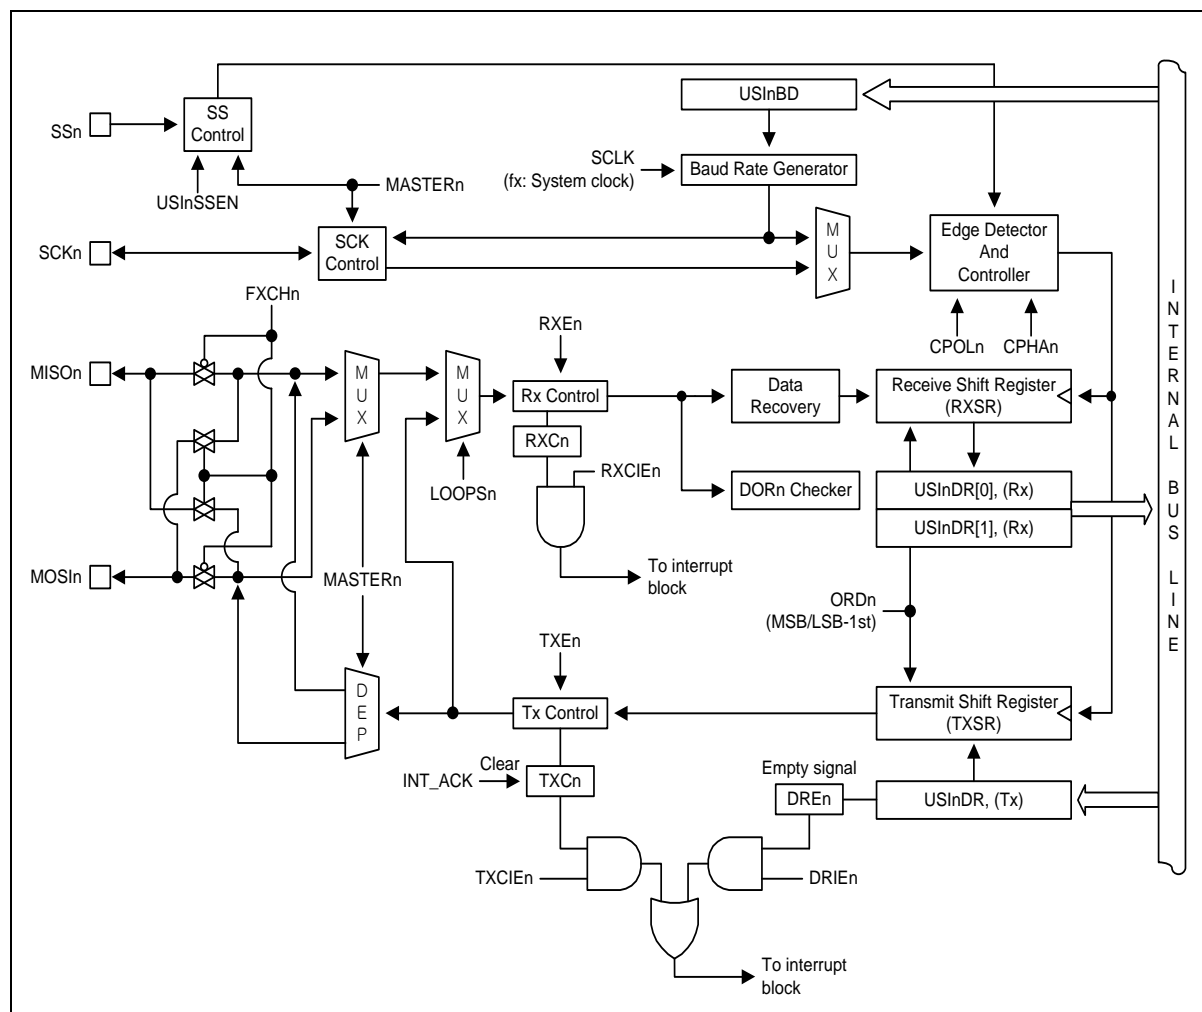 SSn
SS
Control
USInSSEN
MASTERn
SCKn
SCK
Control
USInBD
SCLK
(fx: System clock)
Baud Rate Generator
M
U
X
Edge Detector
And
Controller
CPOLn
CPHAn
FXCHn
MISOn
MOSIn
M
U
X
M
U
X
LOOPSn
RXEn
Rx Control
RXCn
RXCIEn
To interrupt
block
Data
Recovery
DORn Checker
Receive Shift Register
(RXSR)
USInDR[0], (Rx)
USInDR[1], (Rx)
ORDn
(MSB/LSB-1st)
MASTERn
D
E
P
TXEn
Tx Control
Clear
INT_ACK
TXCn
Transmit Shift Register
(TXSR)
Empty signal
DREn
USInDR, (Tx)
TXCIEn
DRIEn
To interrupt
block
I
N
T
E
R
N
A
L
B
U
S
L
I
N
E